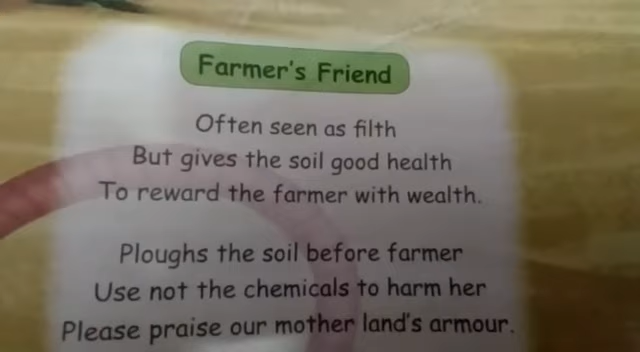 Farmer's Friend
Often seen as filth
But gives the soil good health
To reward the farmer with wealth.
Ploughs the soil before farmer
Use not the chemicals to harm her
Please praise our mother land's armour.